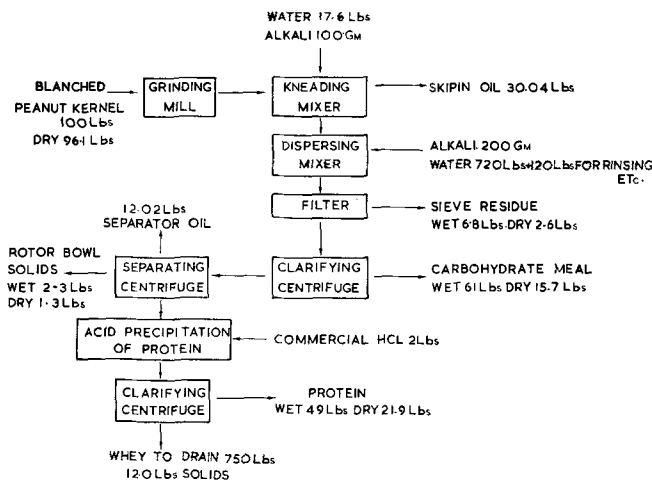 WATER 17.6 Lbs
ALKALI 100·GM
BLANCHED
PEANUT KERNEL
100 Lbs
DRY 96.1 Lbs
GRINDING
MILL
KNEADING
MIXER
SKIPIN OIL 30.04 Lbs
DISPERSING
MIXER
ALKALI. 200 GM
WATER 720 Lbs+120 Lbs FOR RINSING
ETC.
FILTER
SIEVE RESIDUE
WET 6.8 Lbs. DRY 2.6 Lbs
12.02 Lbs
SEPARATOR OIL
ROTOR BOWL
SOLIDS
WET 2-3 Lbs
DRY 1.3 Lbs
SEPARATING
CENTRIFUGE
CLARIFYING
CENTRIFUGE
CARBOHYDRATE MEAL
WET 61 Lbs DRY 15.7 Lbs
ACID PRECIPITATION
OF PROTEIN
COMMERCIAL HCL 2 Lbs
CLARIFYING
CENTRIFUGE
PROTEIN
WET 49 Lbs DRY 21.9 Lbs
WHEY TO DRAIN 750 Lbs
12.0 Lbs SOLIDS